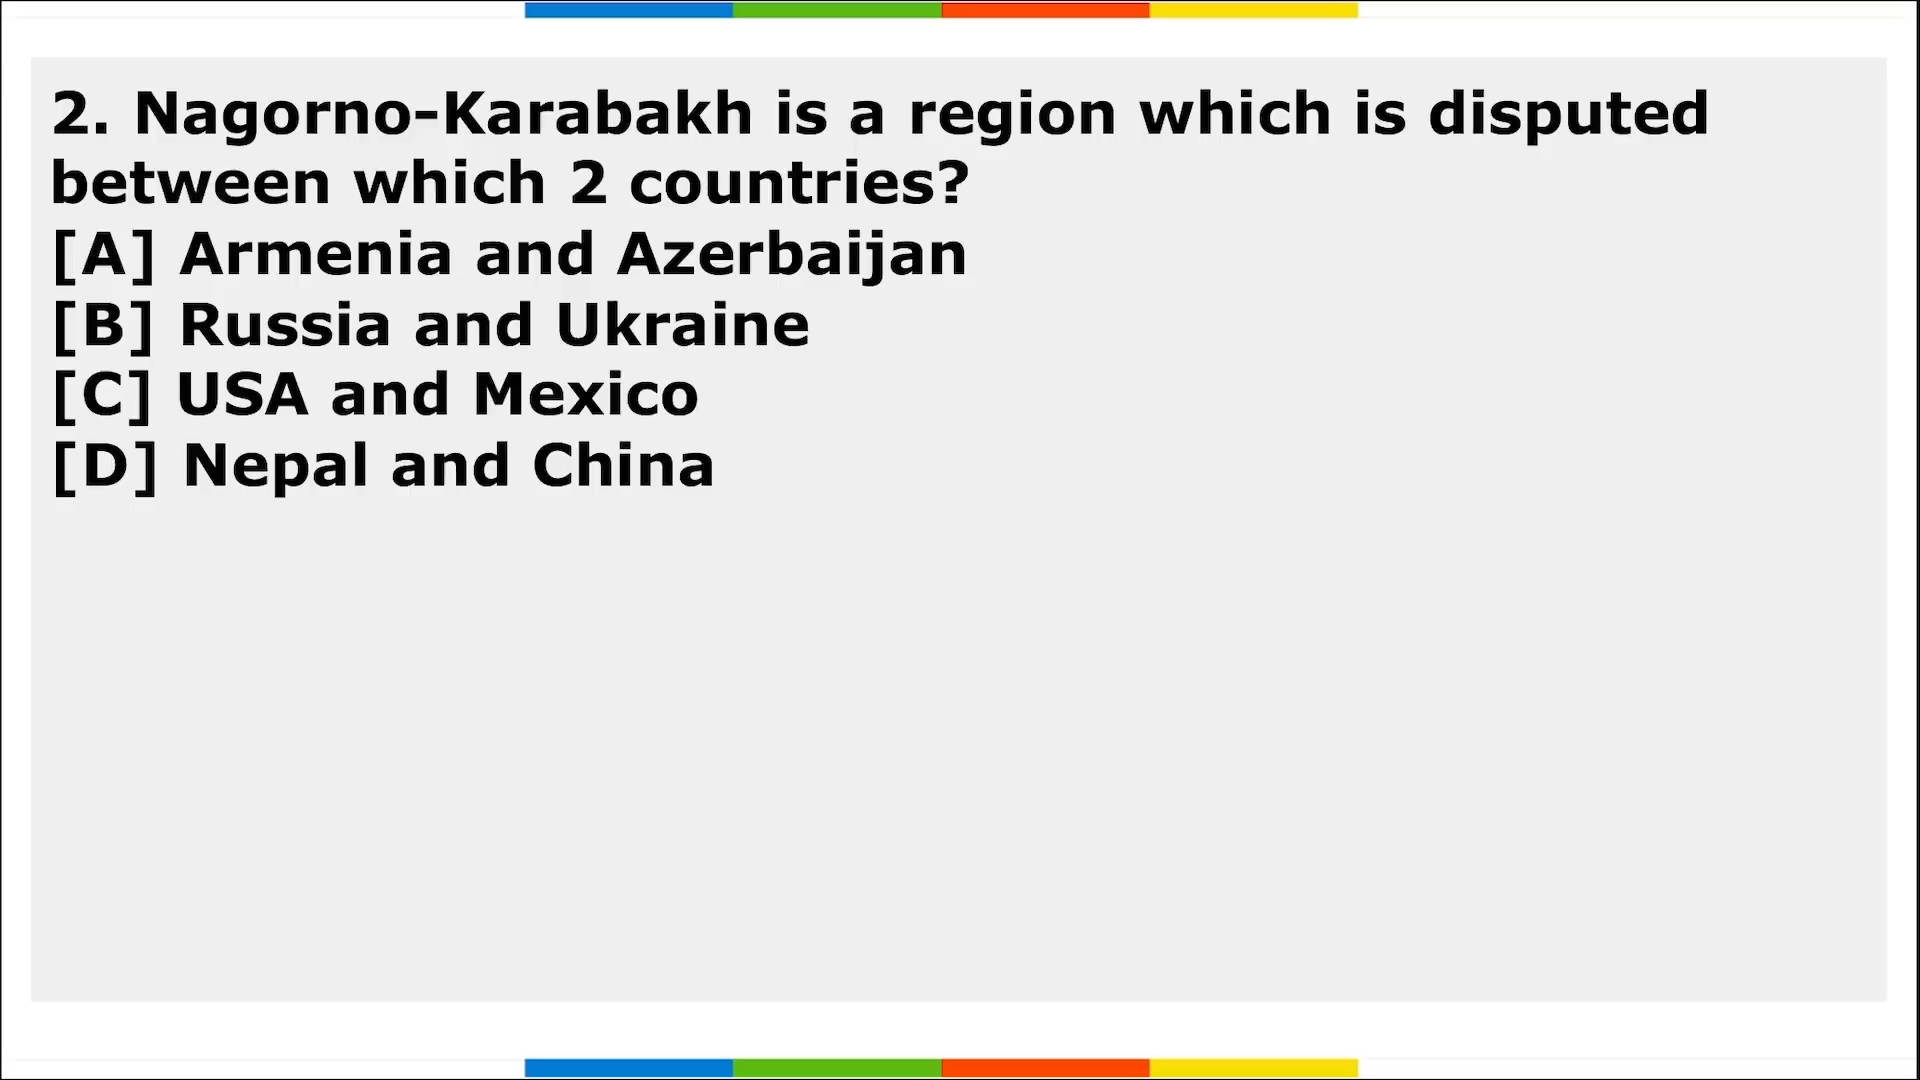 2. Nagorno-Karabakh is a region which is disputed
between which 2 countries?
[A] Armenia and Azerbaijan
[B] Russia and Ukraine
[C] USA and Mexico
[D] Nepal and China